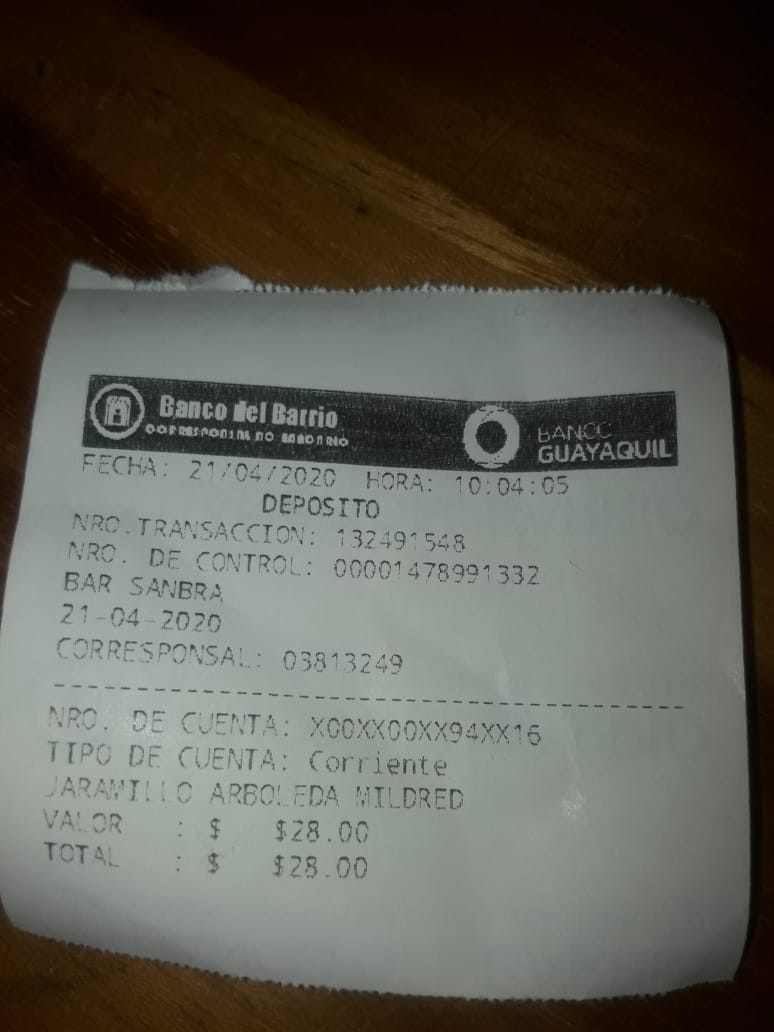 Banco del Barrio
CORRESPONSAL NO BANCARIO
BANCO
GUAYAQUIL
FECHA: 21/04/2020 HORA: 10:04:05
DEPOSITO
NRO.TRANSACCION: 132491548
NRO. DE CONTROL: 00001478991332
BAR SANBRA
21-04-2020
CORRESPONSAL: 03813249
--------------------------------------------------
NRO. DE CUENTA: X00XX00XX94XX16
TIPO DE CUENTA: Corriente
JARAMILLO ARBOLEDA MILDRED
VALOR : $ $28.00
TOTAL : $ $28.00